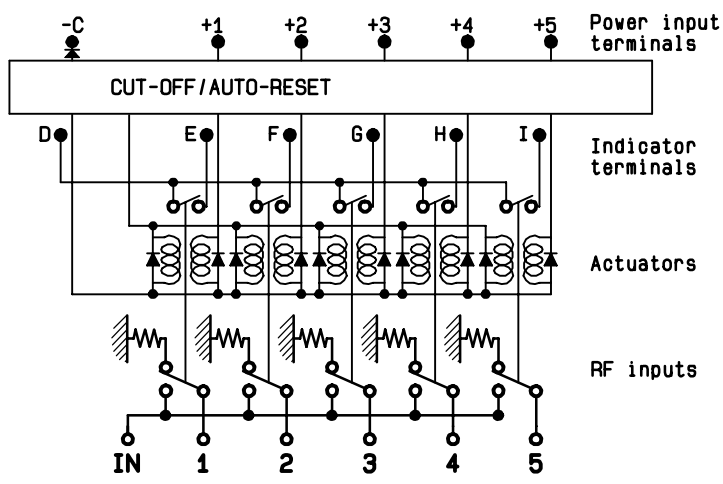 -C +1 +2 +3 +4 +5 Power input
terminals
CUT-OFF/AUTO-RESET
D E F G H I Indicator
terminals
Actuators
RF inputs
IN 1 2 3 4 5